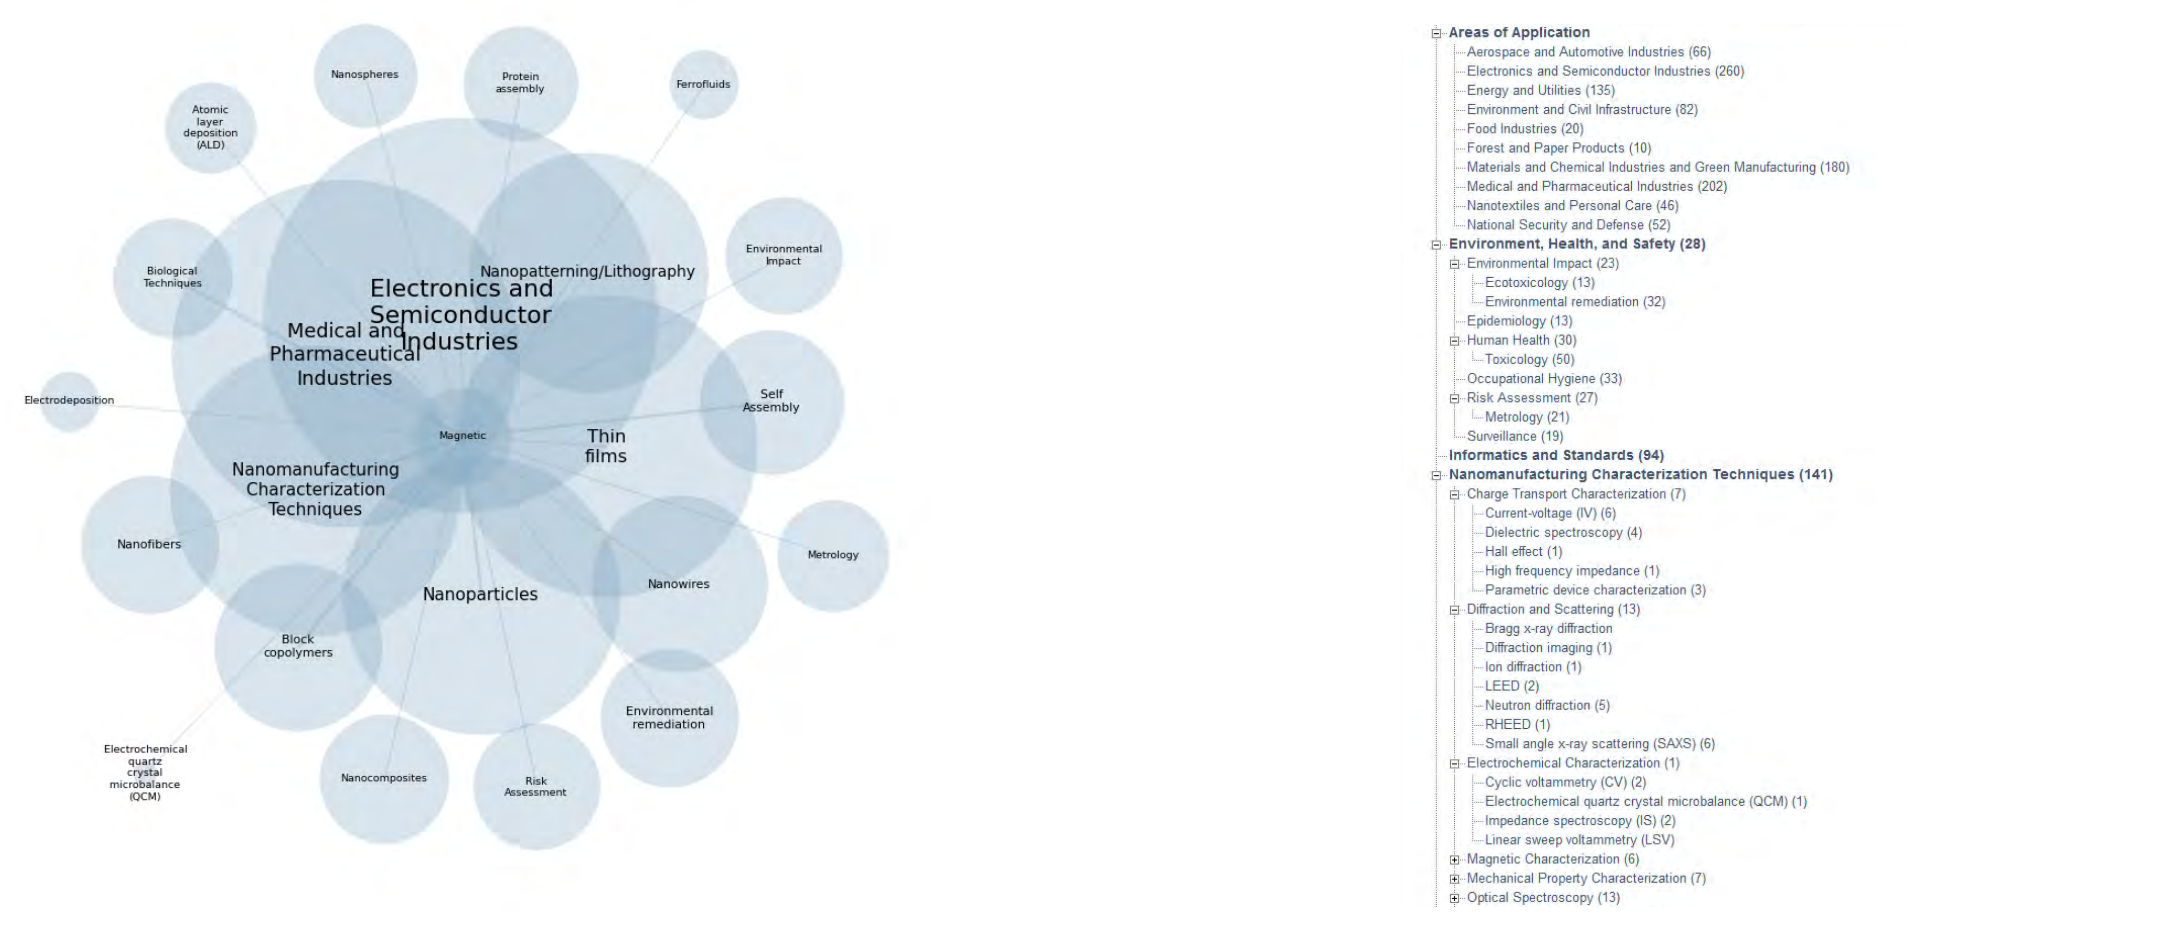 Nanospheres
Protein
assembly
Ferrofluids
Atomic
layer
deposition
(ALD)
Environmental
Impact
Biological
Techniques
Nanopatterning/Lithography
Electronics and
Semiconductor
Industries
Medical and
Pharmaceutical
Industries
Electrodeposition
Self
Assembly
Magnetic
Thin
films
Nanomanufacturing
Characterization
Techniques
Nanofibers
Metrology
Nanowires
Nanoparticles
Block
copolymers
Environmental
remediation
Electrochemical
quartz
crystal
microbalance
(QCM)
Nanocomposites
Risk
Assessment
Areas of Application
Aerospace and Automotive Industries (66)
Electronics and Semiconductor Industries (260)
Energy and Utilities (135)
Environment and Civil Infrastructure (82)
Food Industries (20)
Forest and Paper Products (10)
Materials and Chemical Industries and Green Manufacturing (180)
Medical and Pharmaceutical Industries (202)
Nanotextiles and Personal Care (46)
National Security and Defense (52)
Environment, Health, and Safety (28)
Environmental Impact (23)
Ecotoxicology (13)
Environmental remediation (32)
Epidemiology (13)
Human Health (30)
Toxicology (50)
Occupational Hygiene (33)
Risk Assessment (27)
Metrology (21)
Surveillance (19)
Informatics and Standards (94)
Nanomanufacturing Characterization Techniques (141)
Charge Transport Characterization (7)
Current-voltage (IV) (6)
Dielectric spectroscopy (4)
Hall effect (1)
High frequency impedance (1)
Parametric device characterization (3)
Diffraction and Scattering (13)
Bragg x-ray diffraction
Diffraction imaging (1)
Ion diffraction (1)
LEED (2)
Neutron diffraction (5)
RHEED (1)
Small angle x-ray scattering (SAXS) (6)
Electrochemical Characterization (1)
Cyclic voltammetry (CV) (2)
Electrochemical quartz crystal microbalance (QCM) (1)
Impedance spectroscopy (IS) (2)
Linear sweep voltammetry (LSV)
Magnetic Characterization (6)
Mechanical Property Characterization (7)
Optical Spectroscopy (13)